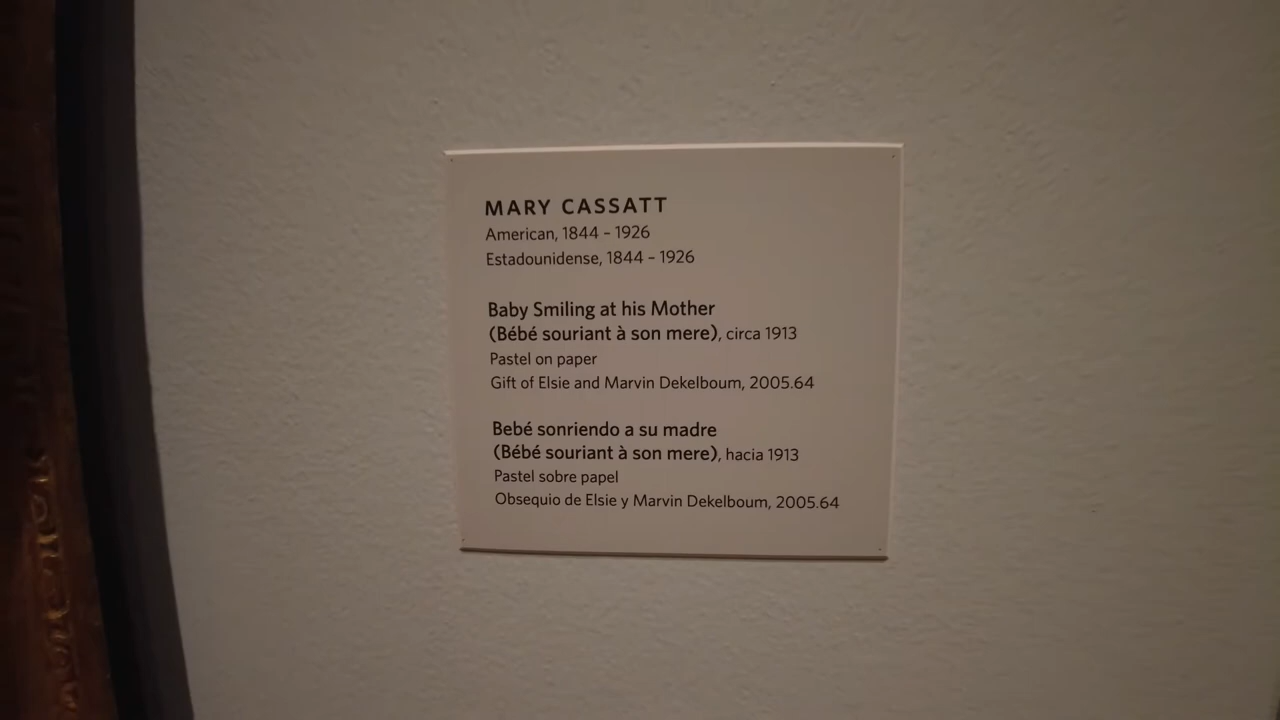 MARY CASSATT
American, 1844 – 1926
Estadounidense, 1844 – 1926
Baby Smiling at his Mother
(Bébé souriant à son mere), circa 1913
Pastel on paper
Gift of Elsie and Marvin Dekelboum, 2005.64
Bebé sonriendo a su madre
(Bébé souriant à son mere), hacia 1913
Pastel sobre papel
Obsequio de Elsie y Marvin Dekelboum, 2005.64